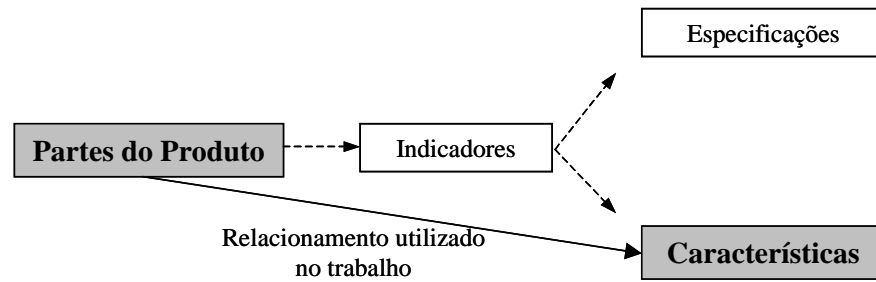 Especificações
Partes do Produto
Indicadores
Relacionamento utilizado
no trabalho
Características